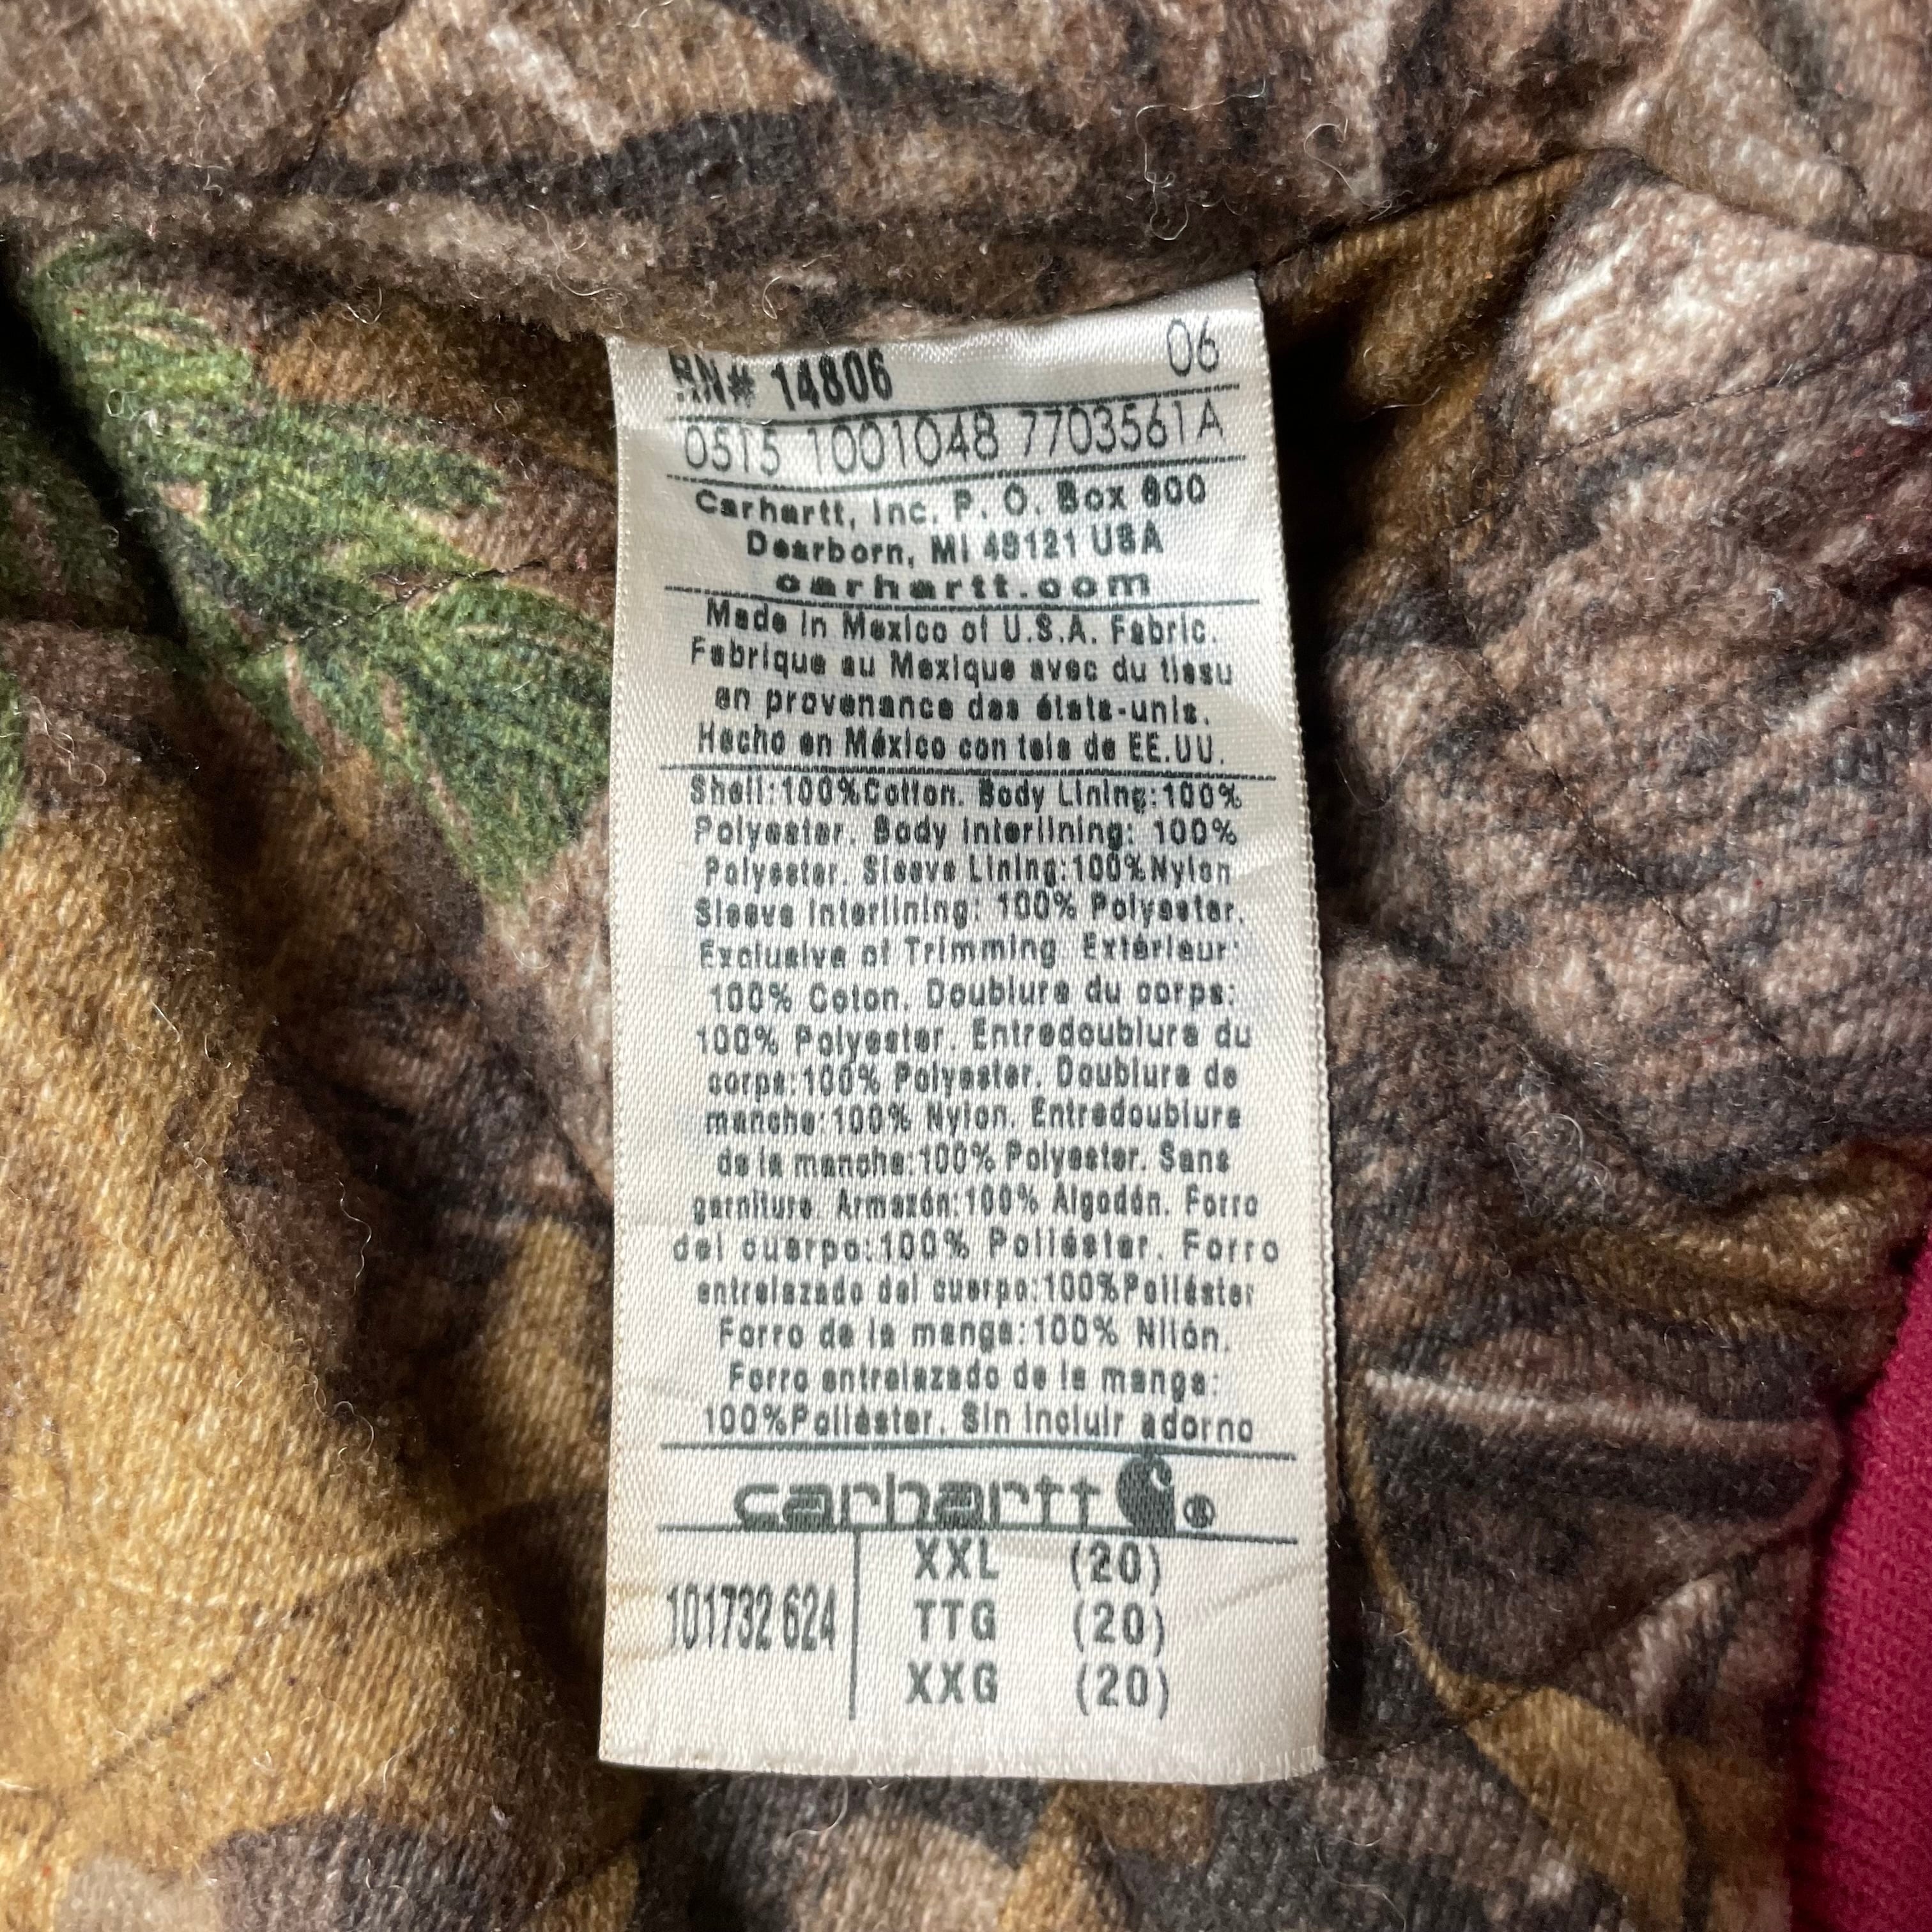 RN# 14806 06
0515 1001048 7703561A
Carhartt, Inc. P. O. Box 600
Dearborn, MI 48121 USA
carhartt.com
Made in Mexico of U.S.A. Fabric.
Fabrique au Mexique avec du tissu
en provenance des états-unis.
Hecho en México con tela de EE.UU.
Shell:100%Cotton. Body Lining:100%
Polyester. Body Interlining: 100%
Polyester. Sleeve Lining:100%Nylon
Sleeve Interlining: 100% Polyester.
Exclusive of Trimming Extérieur:
100% Coton. Doublure du corps:
100% Polyester. Entredoublure du
corps:100% Polyester. Doublure de
manche:100% Nylon. Entredoublure
de la manche:100% Polyester. Sans
garniture. Armazón:100% Algodón. Forro
del cuerpo:100% Poliéster. Forro
entrelazado del cuerpo:100%Poliéster
Forro de la manga:100% Nilón.
Forro entrelazado de la manga:
100%Poliéster. Sin incluir adorno
carhartt ®
XXL (20)
101732 624 TTG (20)
XXG (20)